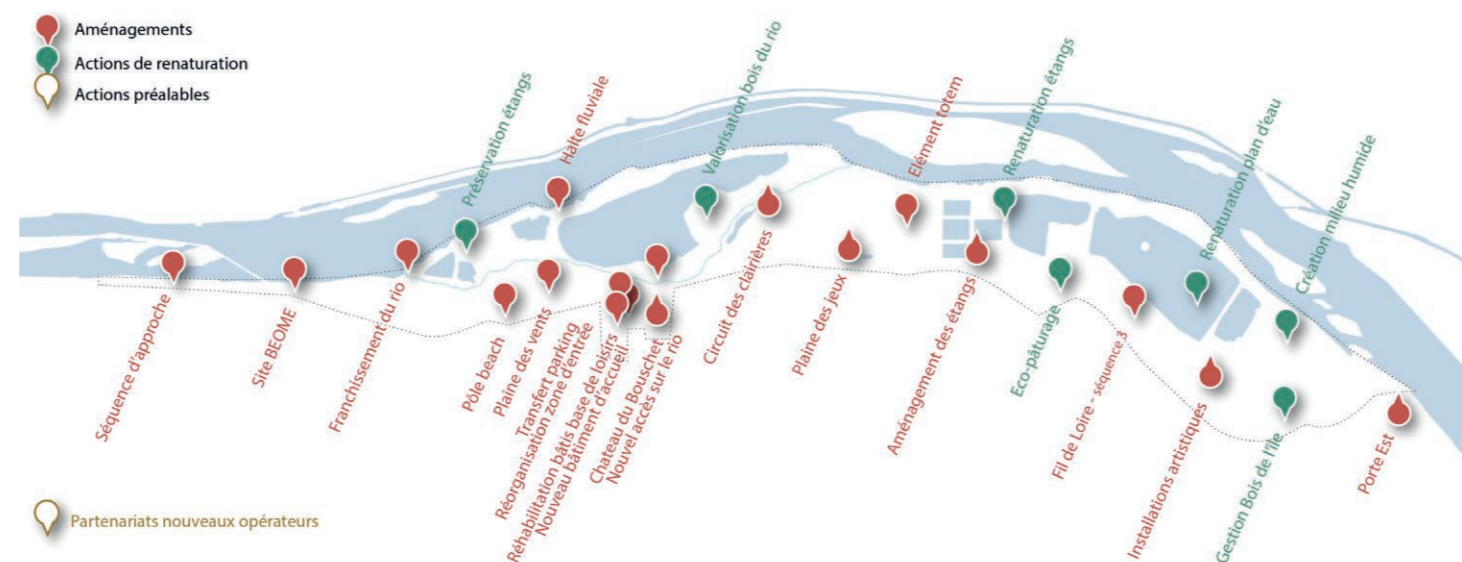 Aménagements
Actions de renaturation
Actions préalables
Préservation étangs
Halte fluviale
Valorisation bois du rio
Elément totem
Renaturation étangs
Renaturation plan d'eau
Création milieu humide
Séquence d'approche
Site BEOME
Franchissement du rio
Pôle beach
Plaine des vents
Transfert parking
Réorganisation zone d'entrée
Réhabilitation bâtis base de loisirs
Nouveau bâtiment d'accueil
Chateau du Bouschet
Nouvel accès sur le rio
Circuit des clairières
Plaine des jeux
Aménagement des étangs
Eco-pâturage
Fil de Loire - séquence 3
Installations artistiques
Gestion Bois de l'île
Porte Est
Partenariats nouveaux opérateurs